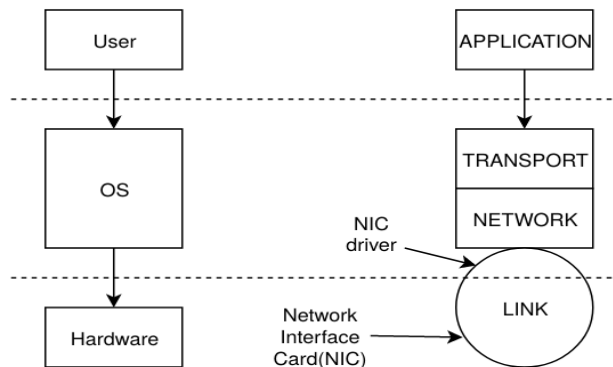 User
APPLICATION
OS
TRANSPORT
NETWORK
NIC
driver
LINK
Network
Interface
Card(NIC)
Hardware